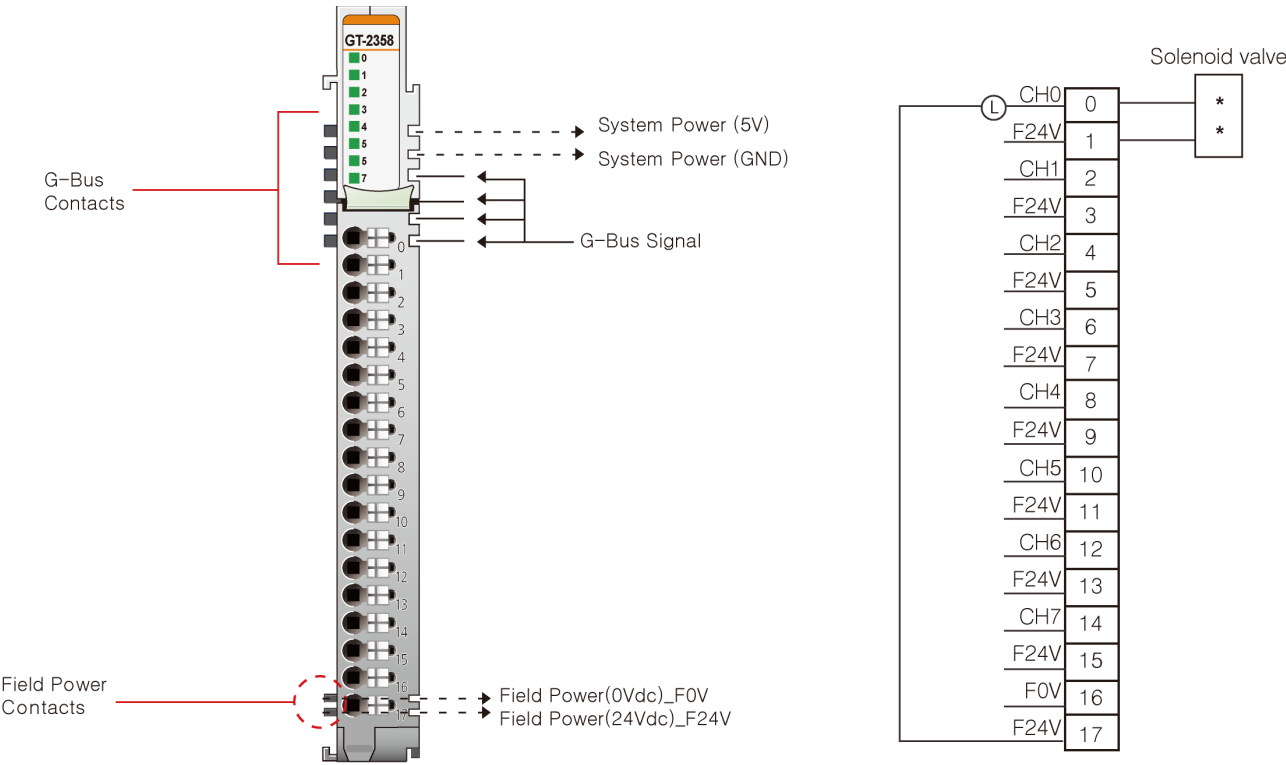 GT-2358
0
1
2
3
4
5
5
7
G-Bus
Contacts
System Power (5V)
System Power (GND)
G-Bus Signal
0
1
2
3
4
5
6
7
8
9
10
11
12
13
14
15
16
17
Field Power
Contacts
Field Power(0Vdc)_F0V
Field Power(24Vdc)_F24V
Solenoid valve
L
CH0 0 *
F24V 1 *
CH1 2
F24V 3
CH2 4
F24V 5
CH3 6
F24V 7
CH4 8
F24V 9
CH5 10
F24V 11
CH6 12
F24V 13
CH7 14
F24V 15
F0V 16
F24V 17